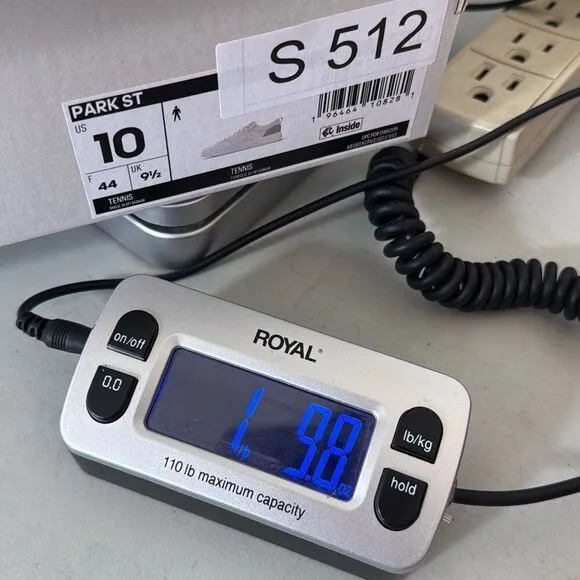 S 512
PARK ST
US
10
F
44
UK
9½
1 96464 10828 1
Inside
TENNIS
TENNIS
ROYAL®
on/off
0.0
1 lb 9.8 oz
lb/kg
hold
110 lb maximum capacity